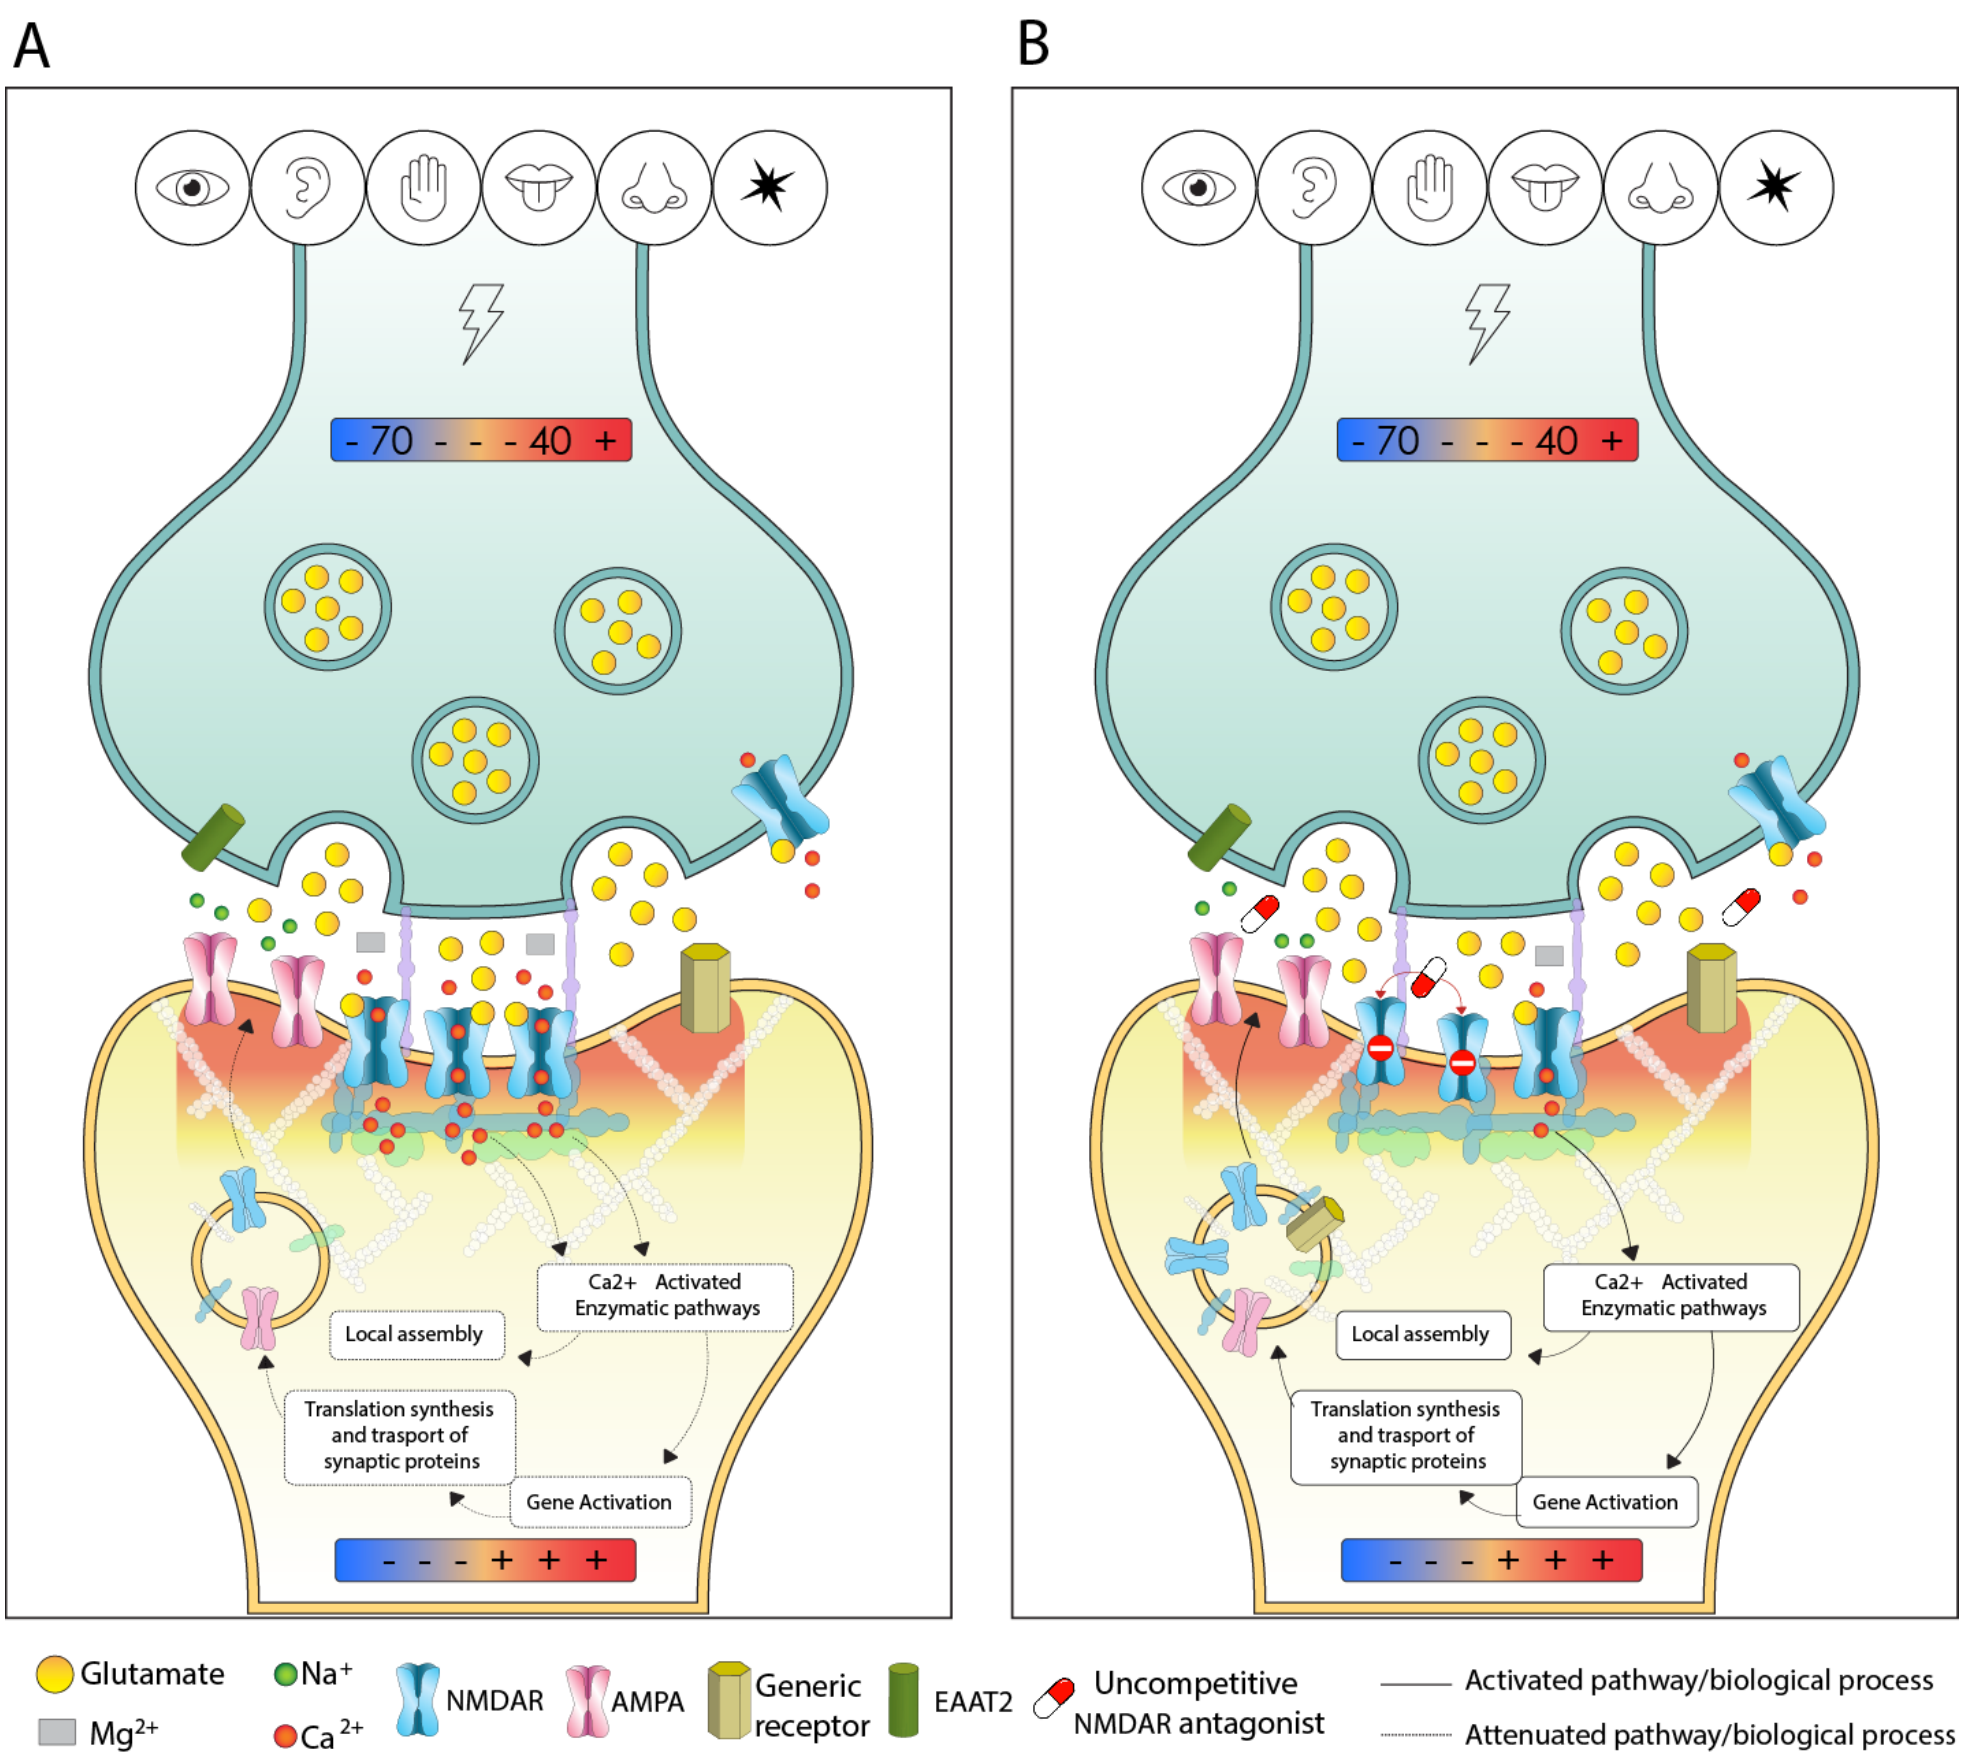 A
B
- 70 - - - 40 +
- 70 - - - 40 +
Ca2+ Activated
Enzymatic pathways
Local assembly
Translation synthesis
and trasport of
synaptic proteins
Gene Activation
- - - + + +
Ca2+ Activated
Enzymatic pathways
Local assembly
Translation synthesis
and trasport of
synaptic proteins
Gene Activation
- - - + + +
Glutamate
Na+
NMDAR
AMPA
Generic
receptor
EAAT2
Uncompetitive
NMDAR antagonist
Activated pathway/biological process
Mg2+
Ca 2+
Attenuated pathway/biological process